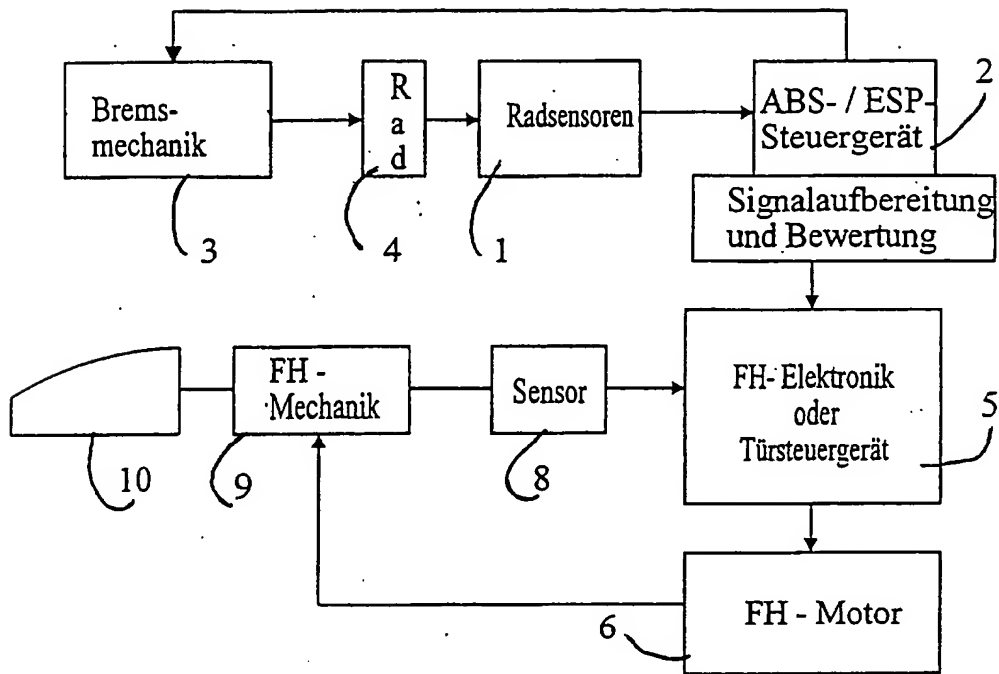 Brems-
mechanik
R
a
d
Radsensoren
ABS- / ESP-
Steuergerät
2
Signalaufbereitung
und Bewertung
3
4
1
FH -
Mechanik
Sensor
FH- Elektronik
oder
Türsteuergerät
5
10
9
8
FH - Motor
6